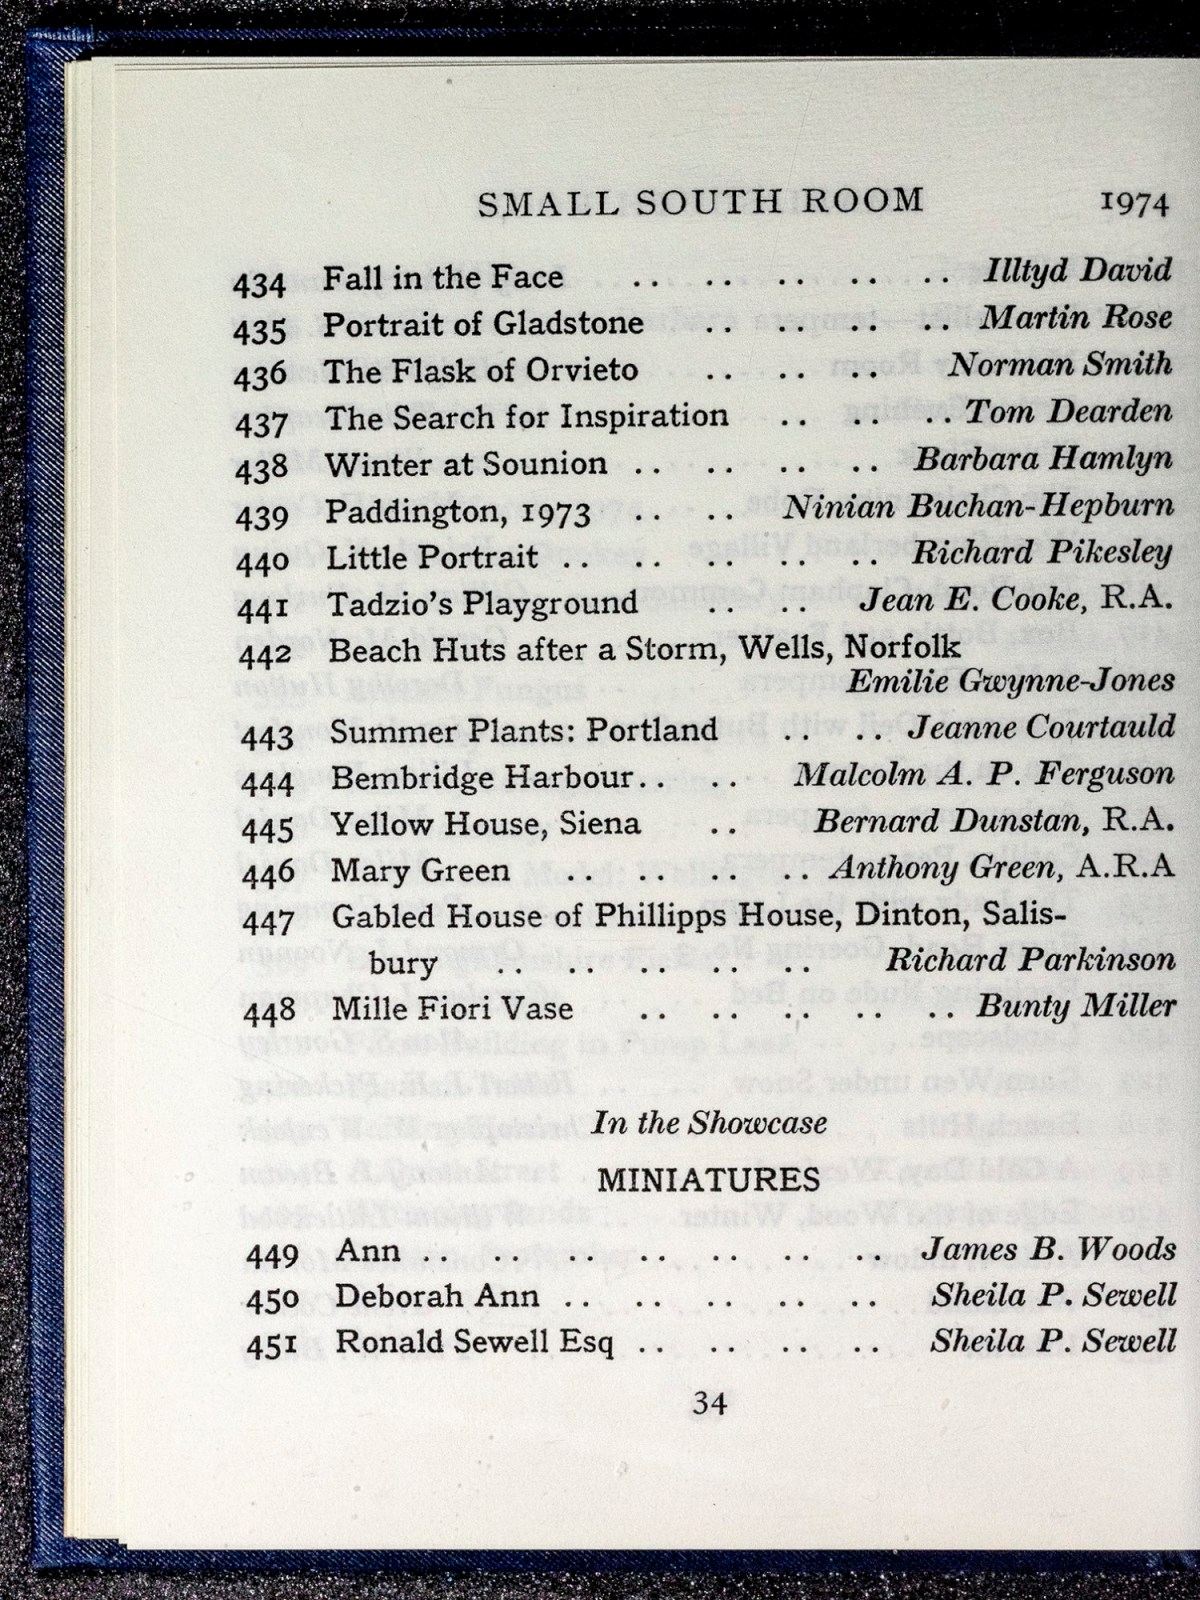 SMALL SOUTH ROOM 1974
434 Fall in the Face .. .. .. .. .. Illtyd David
435 Portrait of Gladstone .. .. .. .. Martin Rose
436 The Flask of Orvieto .. .. .. Norman Smith
437 The Search for Inspiration .. .. .. Tom Dearden
438 Winter at Sounion .. .. .. .. Barbara Hamlyn
439 Paddington, 1973 .. .. Ninian Buchan-Hepburn
440 Little Portrait .. .. .. .. .. Richard Pikesley
441 Tadzio's Playground .. .. Jean E. Cooke, R.A.
442 Beach Huts after a Storm, Wells, Norfolk
Emilie Gwynne-Jones
443 Summer Plants: Portland .. .. Jeanne Courtauld
444 Bembridge Harbour .. .. Malcolm A. P. Ferguson
445 Yellow House, Siena .. Bernard Dunstan, R.A.
446 Mary Green .. .. .. .. Anthony Green, A.R.A
447 Gabled House of Phillipps House, Dinton, Salis-
bury .. .. .. .. .. Richard Parkinson
448 Mille Fiori Vase .. .. .. .. .. Bunty Miller
In the Showcase
MINIATURES
449 Ann .. .. .. .. .. .. James B. Woods
450 Deborah Ann .. .. .. .. .. Sheila P. Sewell
451 Ronald Sewell Esq .. .. .. .. Sheila P. Sewell
34